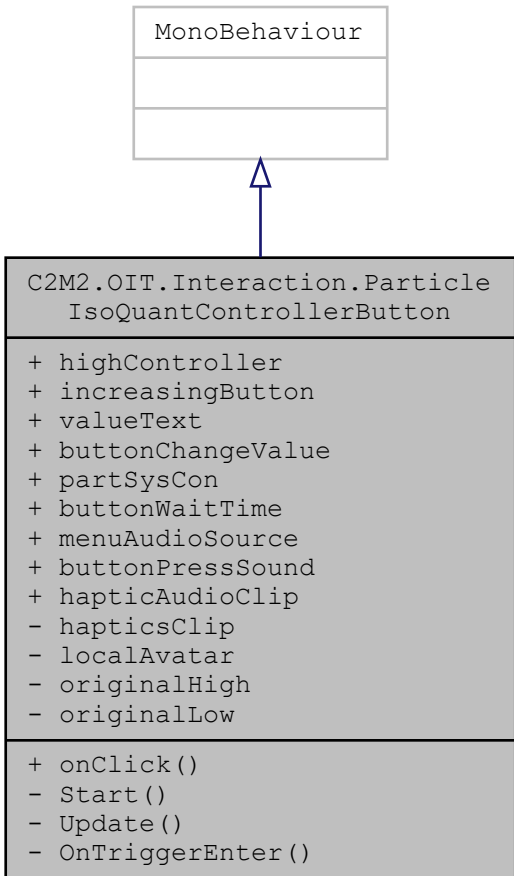 MonoBehaviour
C2M2.OIT.Interaction.Particle
IsoQuantControllerButton
+ highController
+ increasingButton
+ valueText
+ buttonChangeValue
+ partSysCon
+ buttonWaitTime
+ menuAudioSource
+ buttonPressSound
+ hapticAudioClip
- hapticsClip
- localAvatar
- originalHigh
- originalLow
+ onClick()
- Start()
- Update()
- OnTriggerEnter()